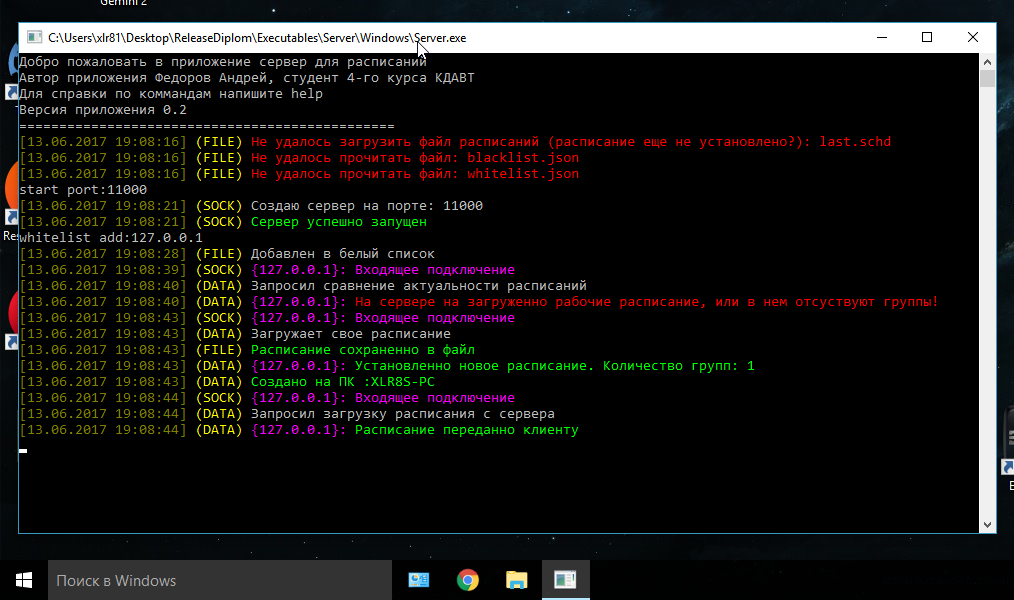 Gemini 2
C:\Users\xlr81\Desktop\ReleaseDiplom\Executables\Server\Windows\Server.exe
Добро пожаловать в приложение сервер для расписаний
Автор приложения Федоров Андрей, студент 4-го курса КДАВТ
Для справки по коммандам напишите help
Версия приложения 0.2
===============================================
[13.06.2017 19:08:16] (FILE) Не удалось загрузить файл расписаний (расписание еще не установлено?): last.schd
[13.06.2017 19:08:16] (FILE) Не удалось прочитать файл: blacklist.json
[13.06.2017 19:08:16] (FILE) Не удалось прочитать файл: whitelist.json
start port:11000
[13.06.2017 19:08:21] (SOCK) Создаю сервер на порте: 11000
[13.06.2017 19:08:21] (SOCK) Сервер успешно запущен
whitelist add:127.0.0.1
[13.06.2017 19:08:28] (FILE) Добавлен в белый список
[13.06.2017 19:08:39] (SOCK) {127.0.0.1}: Входящее подключение
[13.06.2017 19:08:40] (DATA) Запросил сравнение актуальности расписаний
[13.06.2017 19:08:40] (DATA) {127.0.0.1}: На сервере на загруженно рабочие расписание, или в нем отсуствуют группы!
[13.06.2017 19:08:43] (SOCK) {127.0.0.1}: Входящее подключение
[13.06.2017 19:08:43] (DATA) Загружает свое расписание
[13.06.2017 19:08:43] (FILE) Расписание сохраненно в файл
[13.06.2017 19:08:43] (DATA) {127.0.0.1}: Установленно новое расписание. Количество групп: 1
[13.06.2017 19:08:43] (DATA) Создано на ПК :XLR8S-PC
[13.06.2017 19:08:44] (SOCK) {127.0.0.1}: Входящее подключение
[13.06.2017 19:08:44] (DATA) Запросил загрузку расписания с сервера
[13.06.2017 19:08:44] (DATA) {127.0.0.1}: Расписание переданно клиенту
Поиск в Windows